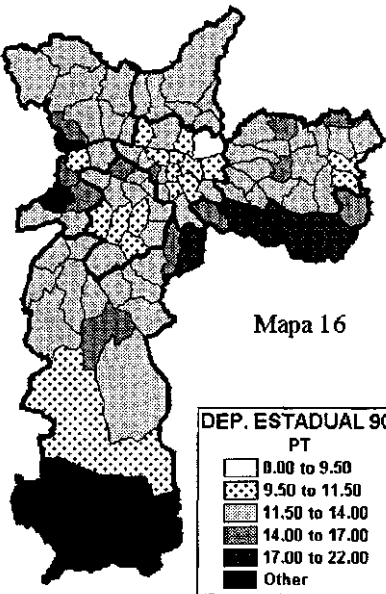 Mapa 16
DEP. ESTADUAL 90
PT
0.00 to 9.50
9.50 to 11.50
11.50 to 14.00
14.00 to 17.00
17.00 to 22.00
Other